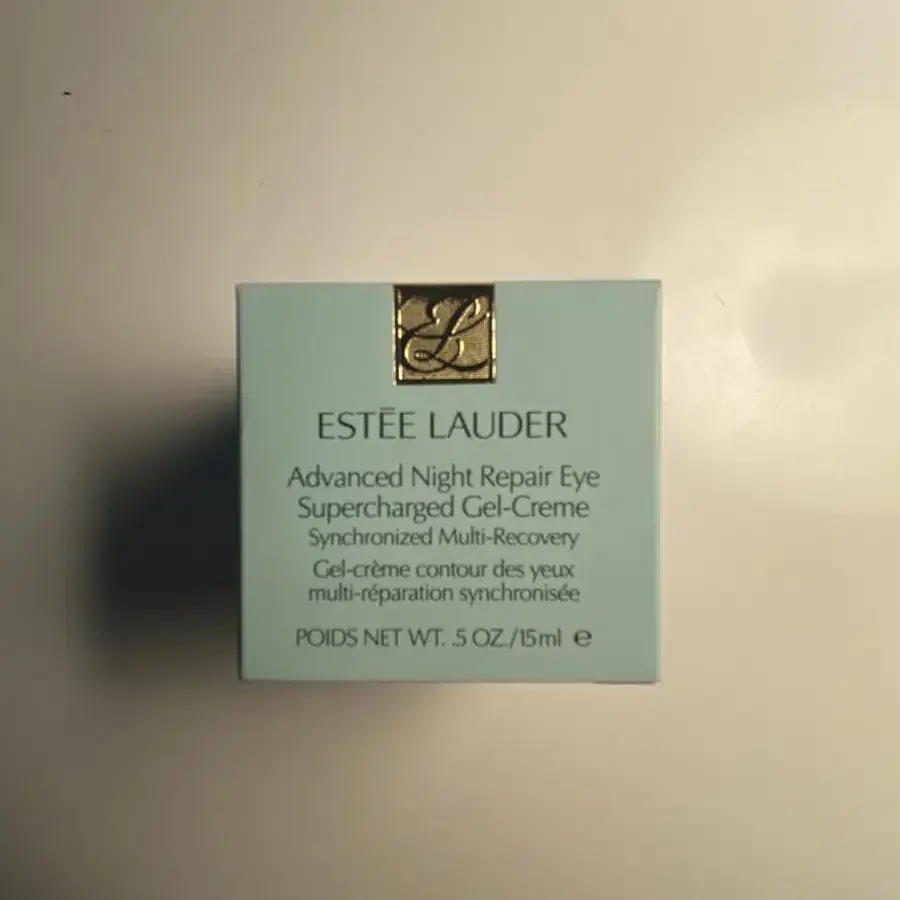 EL
ESTĒE LAUDER
Advanced Night Repair Eye
Supercharged Gel-Creme
Synchronized Multi-Recovery
Gel-crème contour des yeux
multi-réparation synchronisée
POIDS NET WT. .5 OZ./15ml ℮